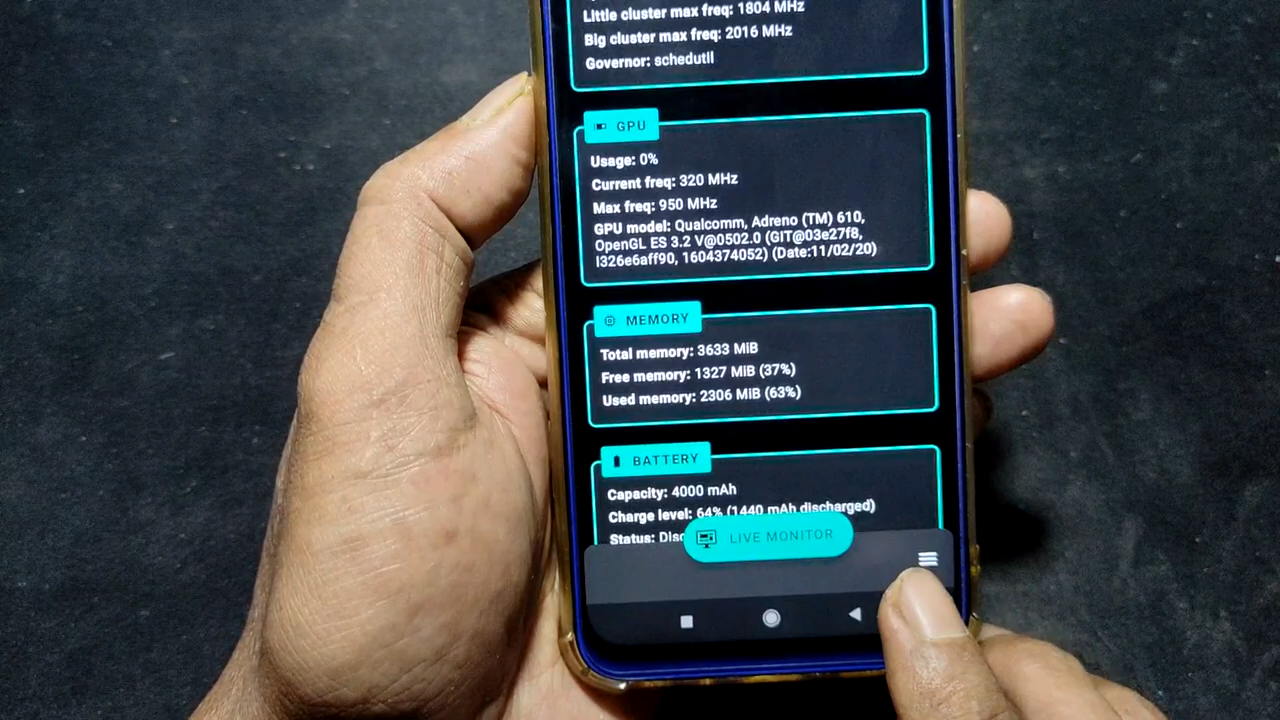 Little cluster max freq: 1804 MHz
Big cluster max freq: 2016 MHz
Governor: schedutil
GPU
Usage: 0%
Current freq: 320 MHz
Max freq: 950 MHz
GPU model: Qualcomm, Adreno (TM) 610,
OpenGL ES 3.2 V@0502.0 (GIT@03e27f8,
I326e6aff90, 1604374052) (Date:11/02/20)
MEMORY
Total memory: 3633 MiB
Free memory: 1327 MiB (37%)
Used memory: 2306 MiB (63%)
BATTERY
Capacity: 4000 mAh
Charge level: 64% (1440 mAh discharged)
Status:
LIVE MONITOR